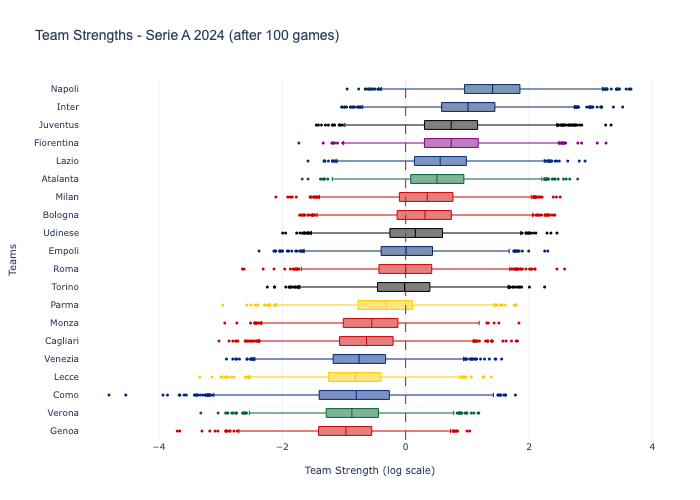 Team Strengths - Serie A 2024 (after 100 games)
Napoli
Inter
Juventus
Fiorentina
Lazio
Atalanta
Milan
Bologna
Udinese
Empoli
Roma
Torino
Parma
Monza
Cagliari
Venezia
Lecce
Como
Verona
Genoa
Teams
−4 −2 0 2 4
Team Strength (log scale)